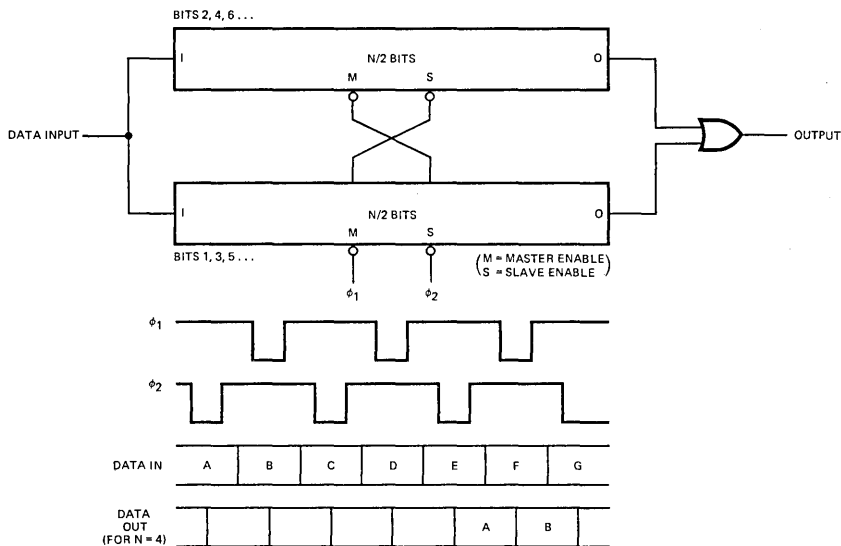 BITS 2, 4, 6 . . .
I N/2 BITS O
M S
DATA INPUT
OUTPUT
I N/2 BITS O
M S
BITS 1, 3, 5 . . .
(M = MASTER ENABLE
S = SLAVE ENABLE)
ϕ1 ϕ2
ϕ1
ϕ2
DATA IN A B C D E F G
DATA
OUT A B
(FOR N = 4)